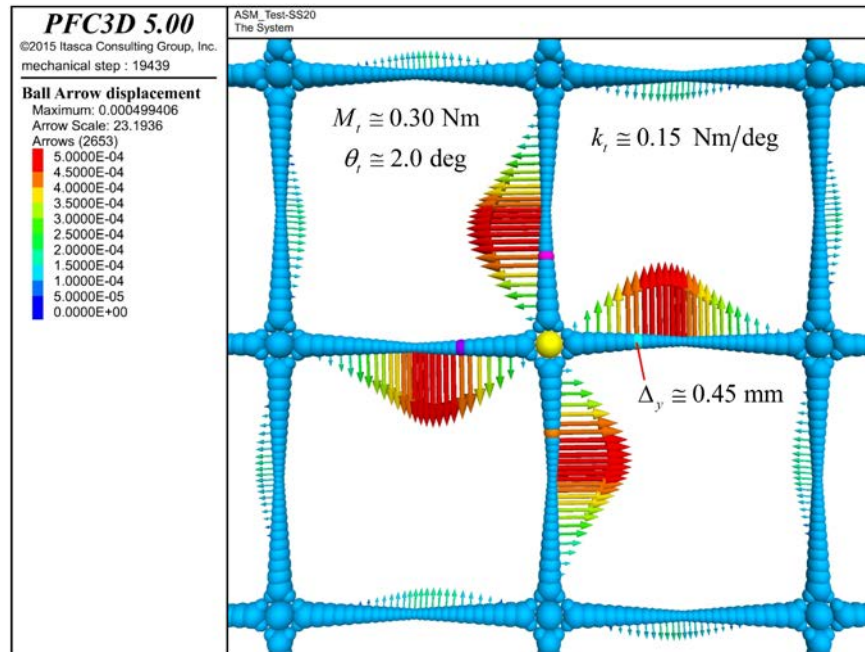 PFC3D 5.00
©2015 Itasca Consulting Group, Inc.
mechanical step : 19439
Ball Arrow displacement
Maximum: 0.000499406
Arrow Scale: 23.1936
Arrows (2653)
5.0000E-04
4.5000E-04
4.0000E-04
3.5000E-04
3.0000E-04
2.5000E-04
2.0000E-04
1.5000E-04
1.0000E-04
5.0000E-05
0.0000E+00
ASM_Test-SS20
The System
M_t ≅ 0.30 Nm
θ_t ≅ 2.0 deg
k_t ≅ 0.15 Nm/deg
Δ_y ≅ 0.45 mm